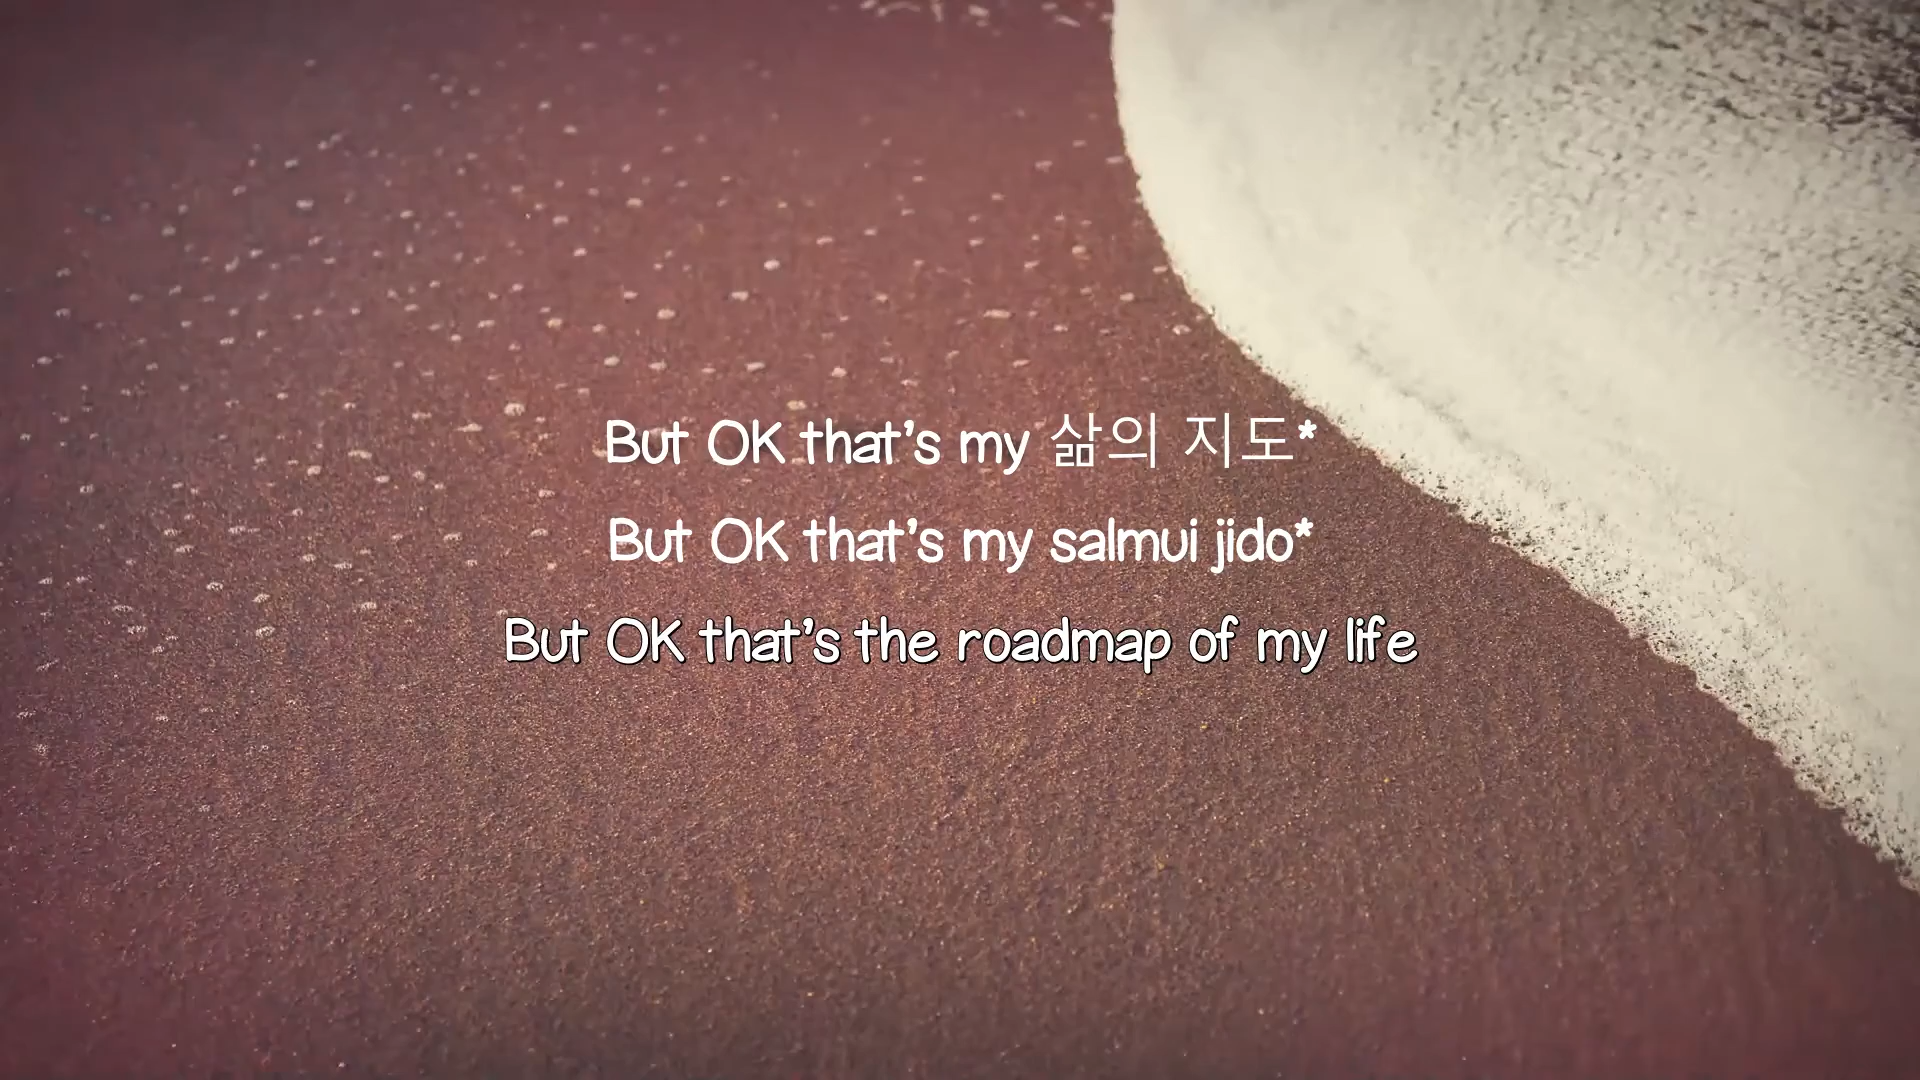 But OK that's my 삶의 지도*
But OK that's my salmui jido*
But OK that's the roadmap of my life